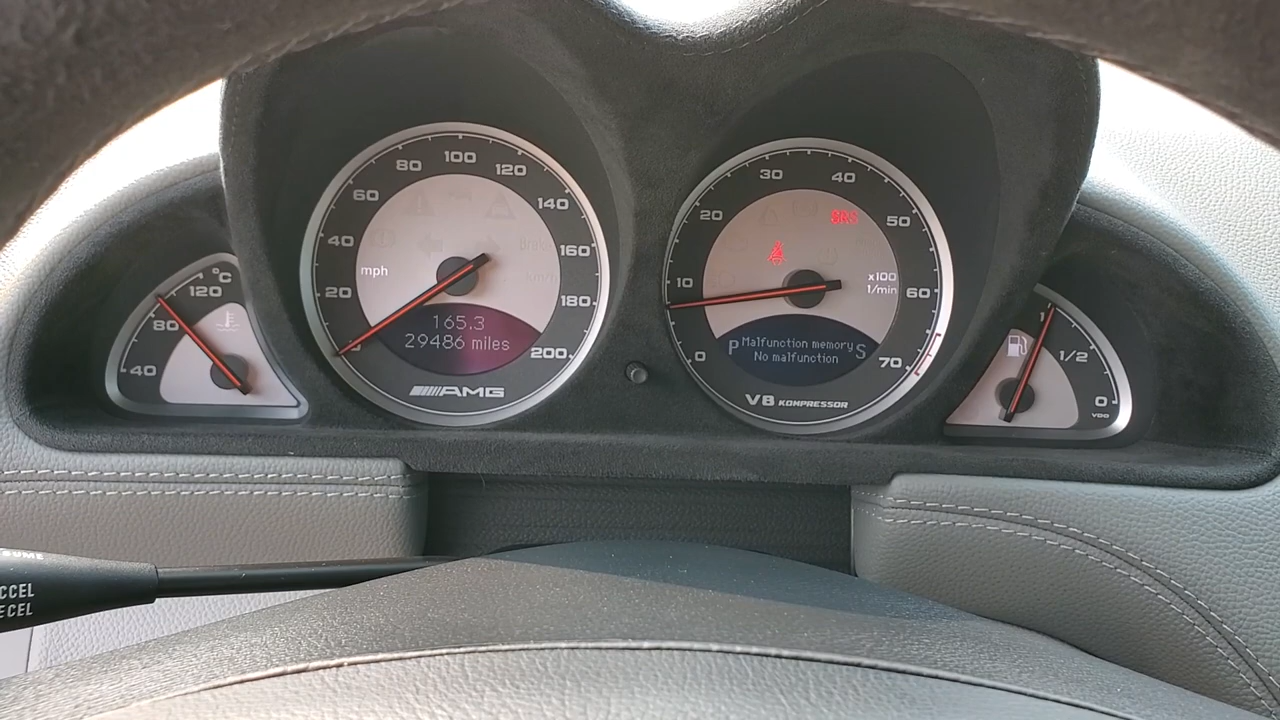 °C
120
80
40
100
80
120
60
140
40
160
mph
20
180
165.3
29486 miles
200
AMG
30
40
20
50
SRS
10
x100
1/min
60
P Malfunction memory S
No malfunction
0
70
V8 KOMPRESSOR
1
1/2
0
VDO
CCEL
ECEL